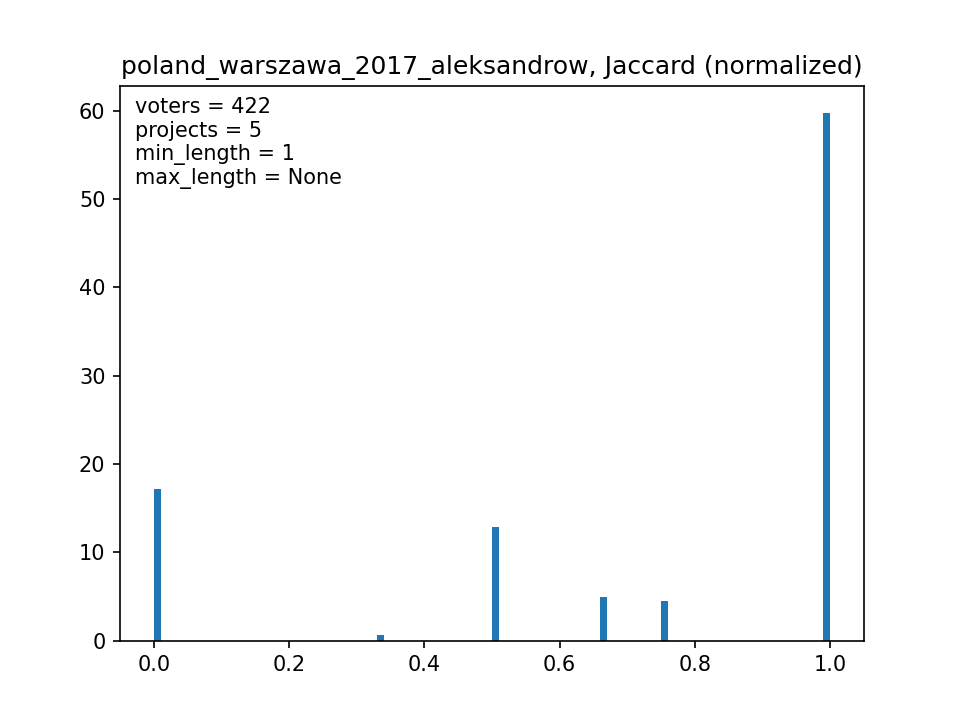 poland_warszawa_2017_aleksandrow, Jaccard (normalized)
voters = 422
projects = 5
min_length = 1
max_length = None
60
50
40
30
20
10
0
0.0 0.2 0.4 0.6 0.8 1.0